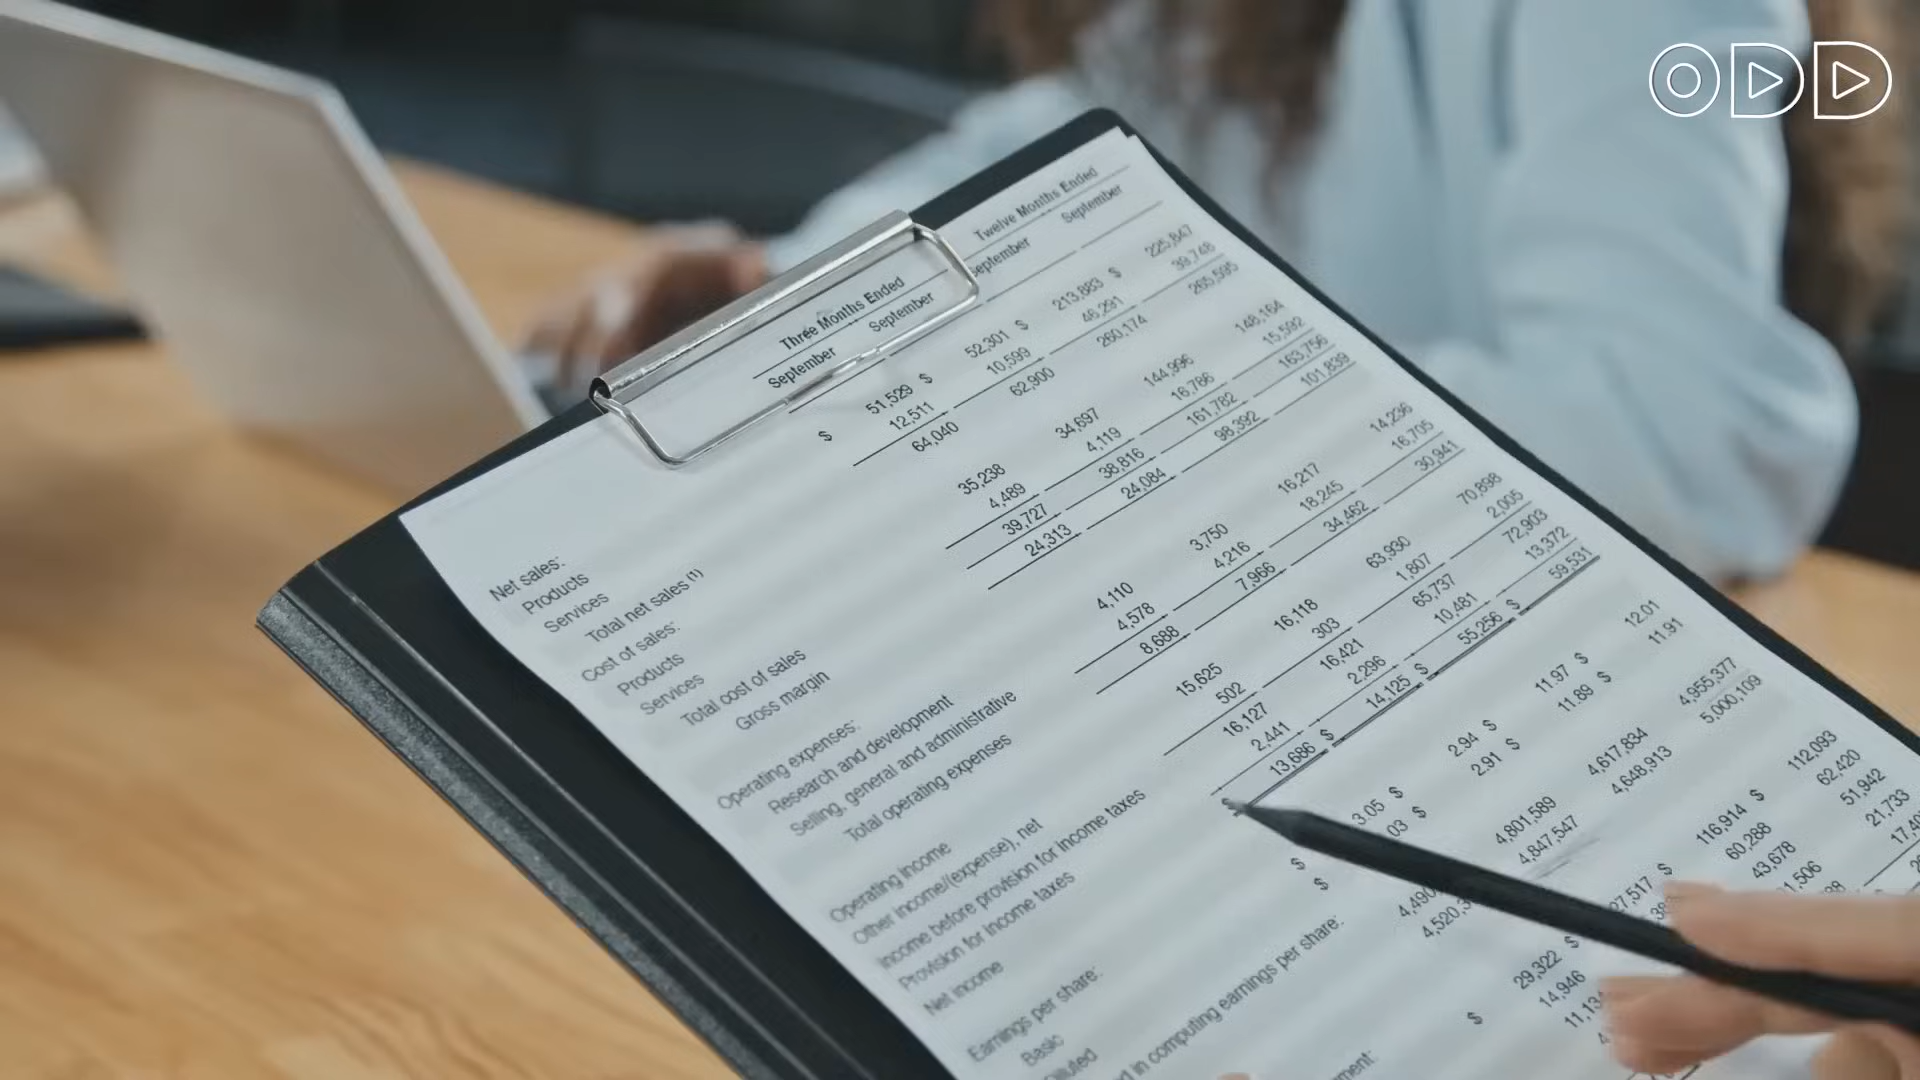 ODD
Three Months Ended Twelve Months Ended
September September September September
Net sales:
Products $ 51,529 $ 52,301 $ 213,883 $ 225,847
Services 12,511 10,599 46,291 39,748
Total net sales (1) 64,040 62,900 260,174 265,595
Cost of sales:
Products 35,238 34,697 144,996 148,164
Services 4,489 4,119 16,786 15,592
Total cost of sales 39,727 38,816 161,782 163,756
Gross margin 24,313 24,084 98,392 101,839
Operating expenses:
Research and development 4,110 3,750 16,217 14,236
Selling, general and administrative 4,578 4,216 18,245 16,705
Total operating expenses 8,688 7,966 34,462 30,941
Operating income 15,625 16,118 63,930 70,898
Other income/(expense), net 502 303 1,807 2,005
Income before provision for income taxes 16,127 16,421 65,737 72,903
Provision for income taxes 2,441 2,296 10,481 13,372
Net income $ 13,686 $ 14,125 $ 55,256 $ 59,531
Earnings per share:
Basic $ 3.05 $ 2.94 $ 11.97 $ 12.01
Diluted $ 03 $ 2.91 $ 11.89 $ 11.91
in computing earnings per share:
4,801,589 4,617,834 4,955,377
4,847,547 4,648,913 5,000,109
$ 29,322 $ 27,517 $ 116,914 $ 112,093
14,946 60,288 62,420
43,678 51,942
21,733